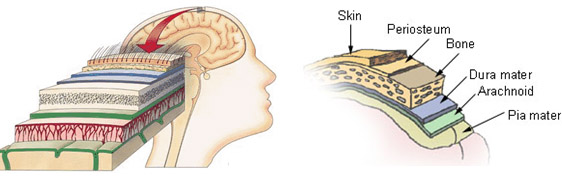 Skin
Periosteum
Bone
Dura mater
Arachnoid
Pia mater